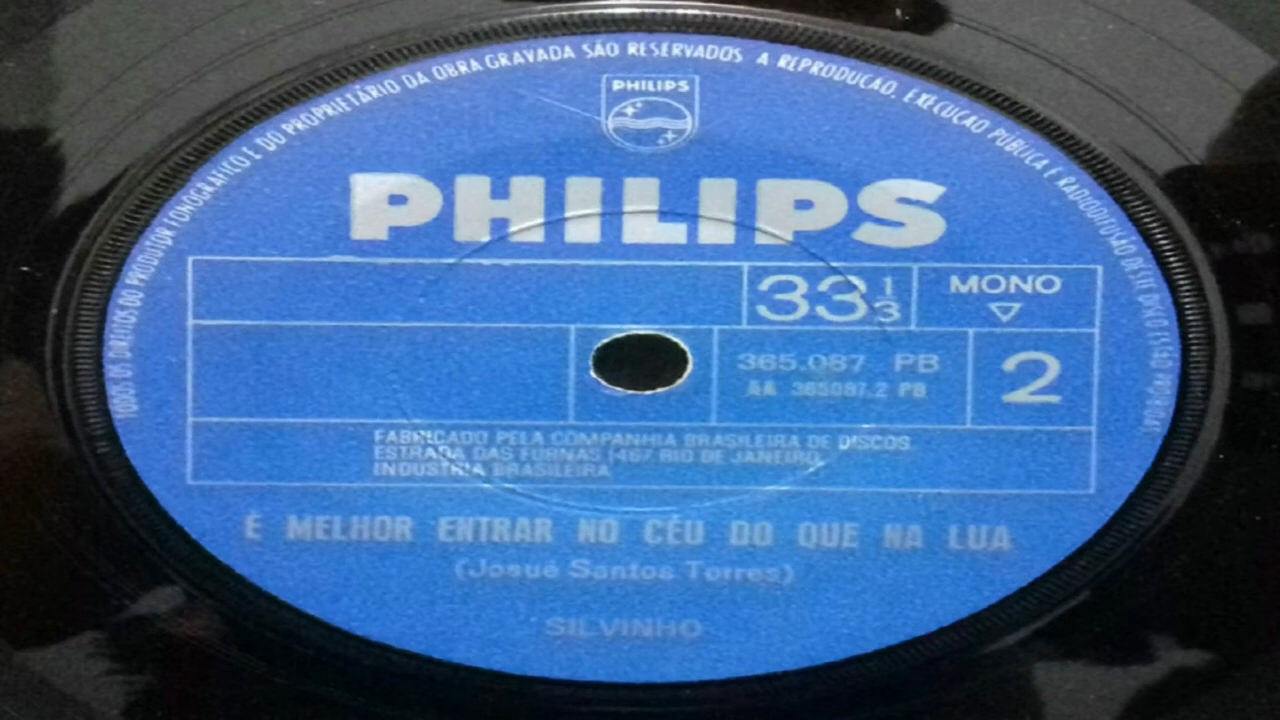 TODOS OS DIREITOS DO PRODUTOR FONOGRÁFICO E DO PROPRIETÁRIO DA OBRA GRAVADA SÃO RESERVADOS A REPRODUÇÃO, EXECUÇÃO PÚBLICA E RADIODIFUSÃO DESTE DISCO ESTÃO
PHILIPS
PHILIPS
33 1/3
MONO
365.087 PB
AA 365087.2 PB
2
FABRICADO PELA COMPANHIA BRASILEIRA DE DISCOS
ESTRADA DAS FURNAS 1467 RIO DE JANEIRO
INDUSTRIA BRASILEIRA
É MELHOR ENTRAR NO CÉU DO QUE NA LUA
(Josué Santos Torres)
SILVINHO